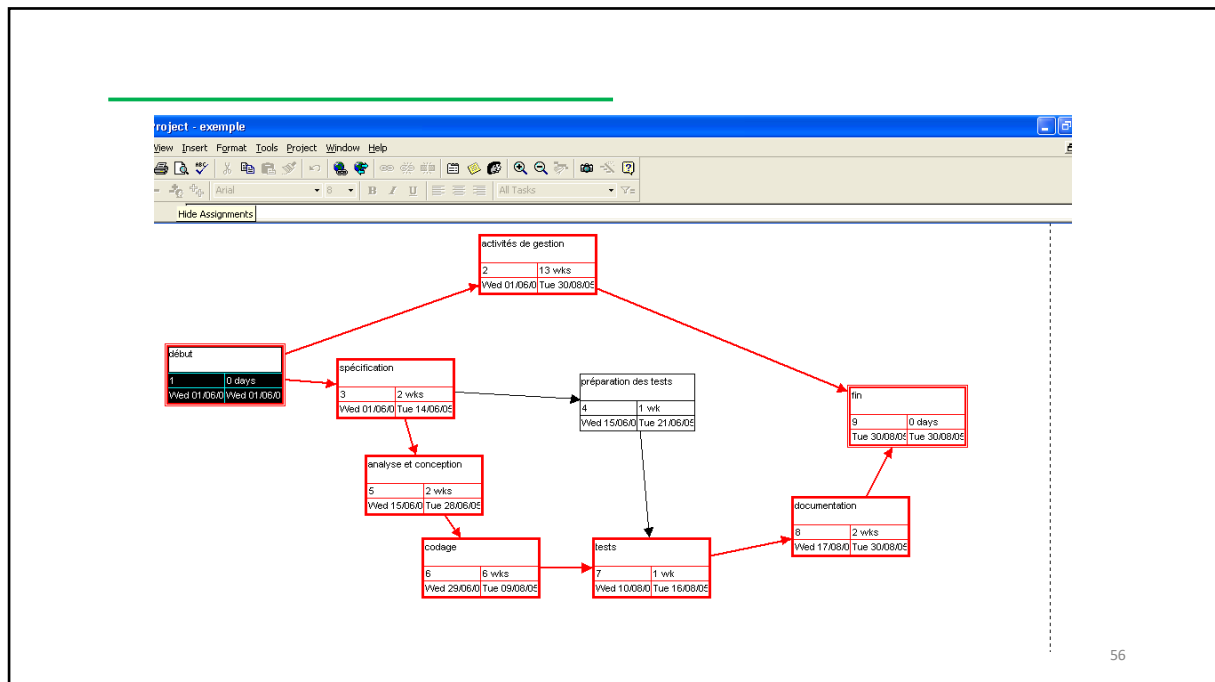 roject - exemple
View Insert Format Tools Project Window Help
Arial 8 B I U All Tasks
Hide Assignments
activités de gestion
2 13 wks
Wed 01/06/0 Tue 30/08/05
début
1 0 days
Wed 01/06/0 Wed 01/06/0
spécification
3 2 wks
Wed 01/06/0 Tue 14/06/05
préparation des tests
4 1 wk
Wed 15/06/0 Tue 21/06/05
fin
9 0 days
Tue 30/08/05 Tue 30/08/05
analyse et conception
5 2 wks
Wed 15/06/0 Tue 28/06/05
documentation
8 2 wks
Wed 17/08/0 Tue 30/08/05
codage
6 6 wks
Wed 29/06/0 Tue 09/08/05
tests
7 1 wk
Wed 10/08/0 Tue 16/08/05
56